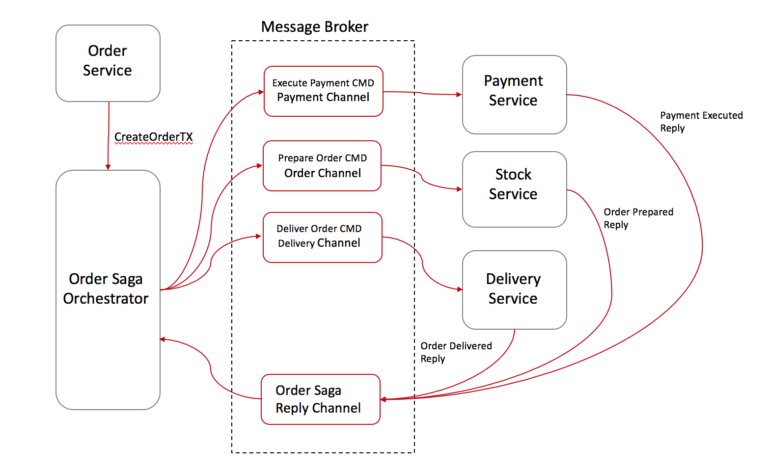 Message Broker
Order
Service
Execute Payment CMD
Payment Channel
Payment
Service
Payment Executed
Reply
CreateOrderTX
Prepare Order CMD
Order Channel
Stock
Service
Order Prepared
Reply
Deliver Order CMD
Delivery Channel
Order Saga
Orchestrator
Delivery
Service
Order Delivered
Reply
Order Saga
Reply Channel